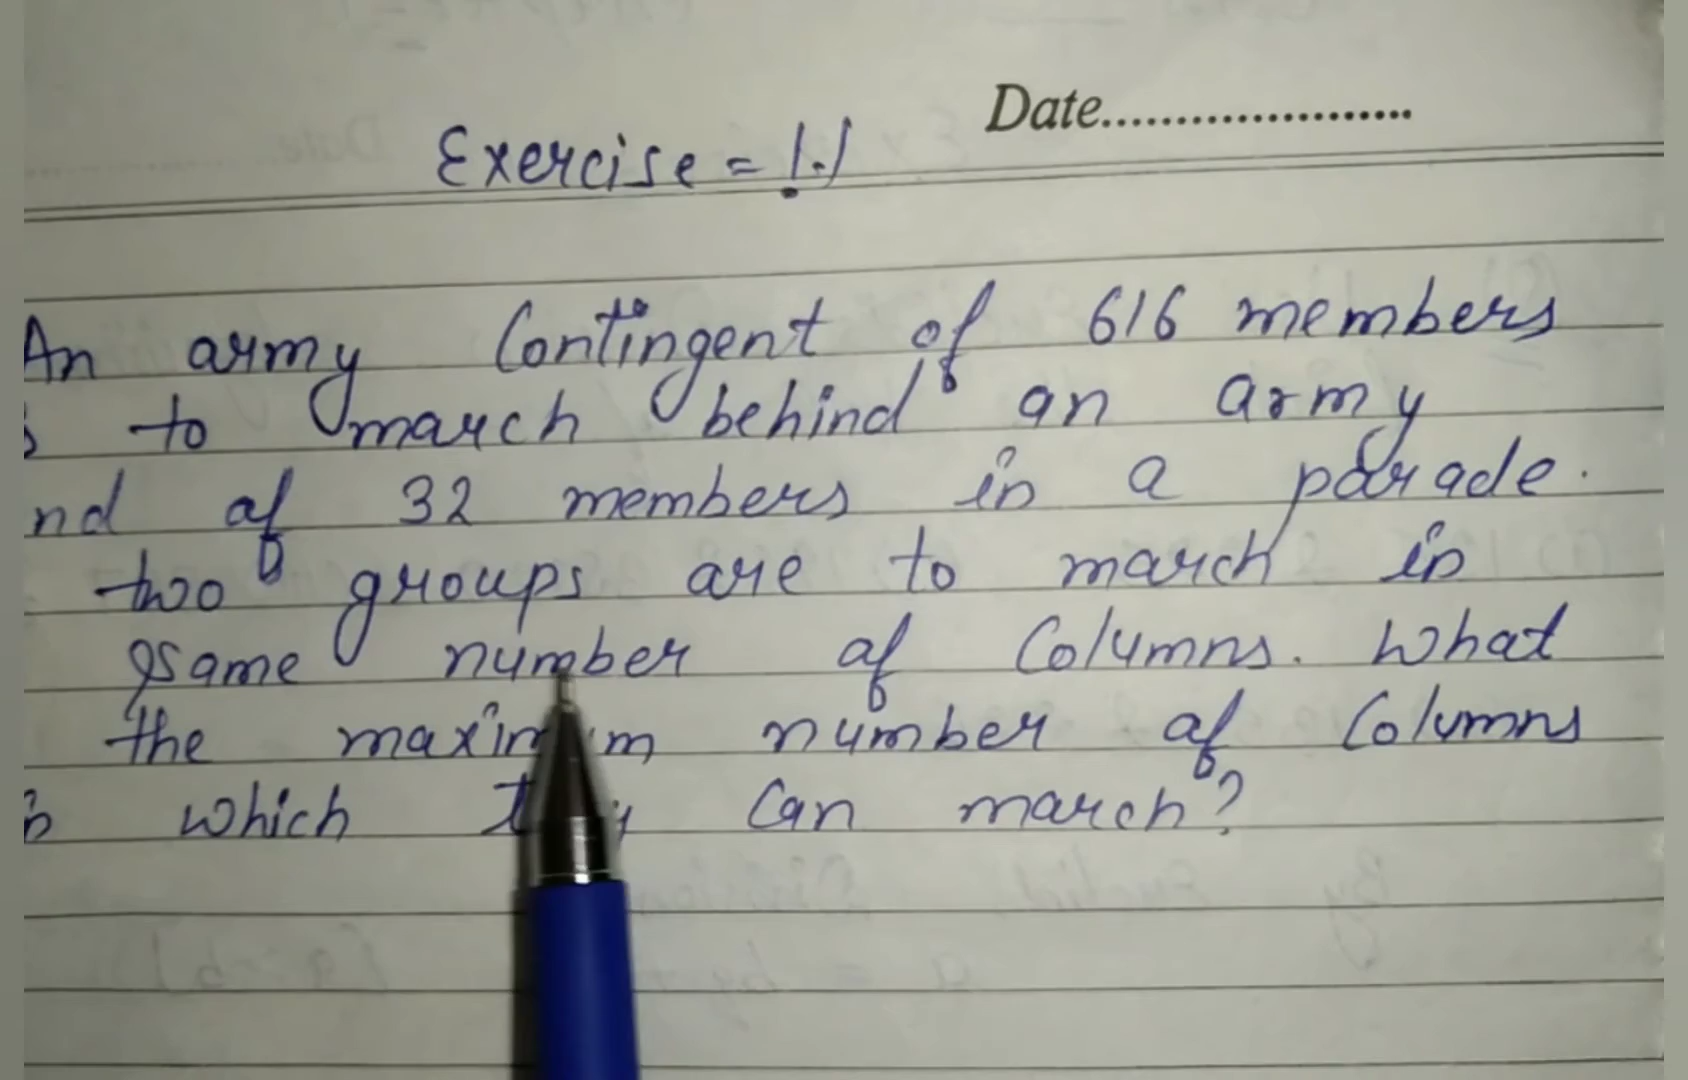 Date......................
Exercise = 1.1
An army Contingent of 616 members
to march behind an army
nd of 32 members in a parade.
two groups are to march in
same number of Columns. What
the maximum number of Columns
which can march?